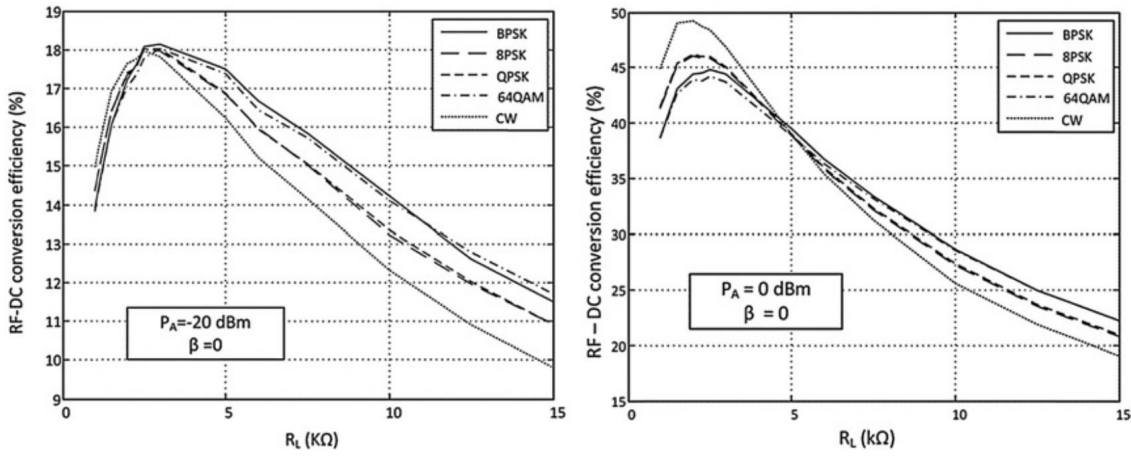 RF-DC conversion efficiency (%)
19
18
17
16
15
14
13
12
11
10
9
0
5
10
15
R_L (KΩ)
BPSK
8PSK
QPSK
64QAM
CW
P_A=-20 dBm
β =0
RF – DC conversion efficiency (%)
50
45
40
35
30
25
20
15
0
5
10
15
R_L (kΩ)
BPSK
8PSK
QPSK
64QAM
CW
P_A = 0 dBm
β = 0